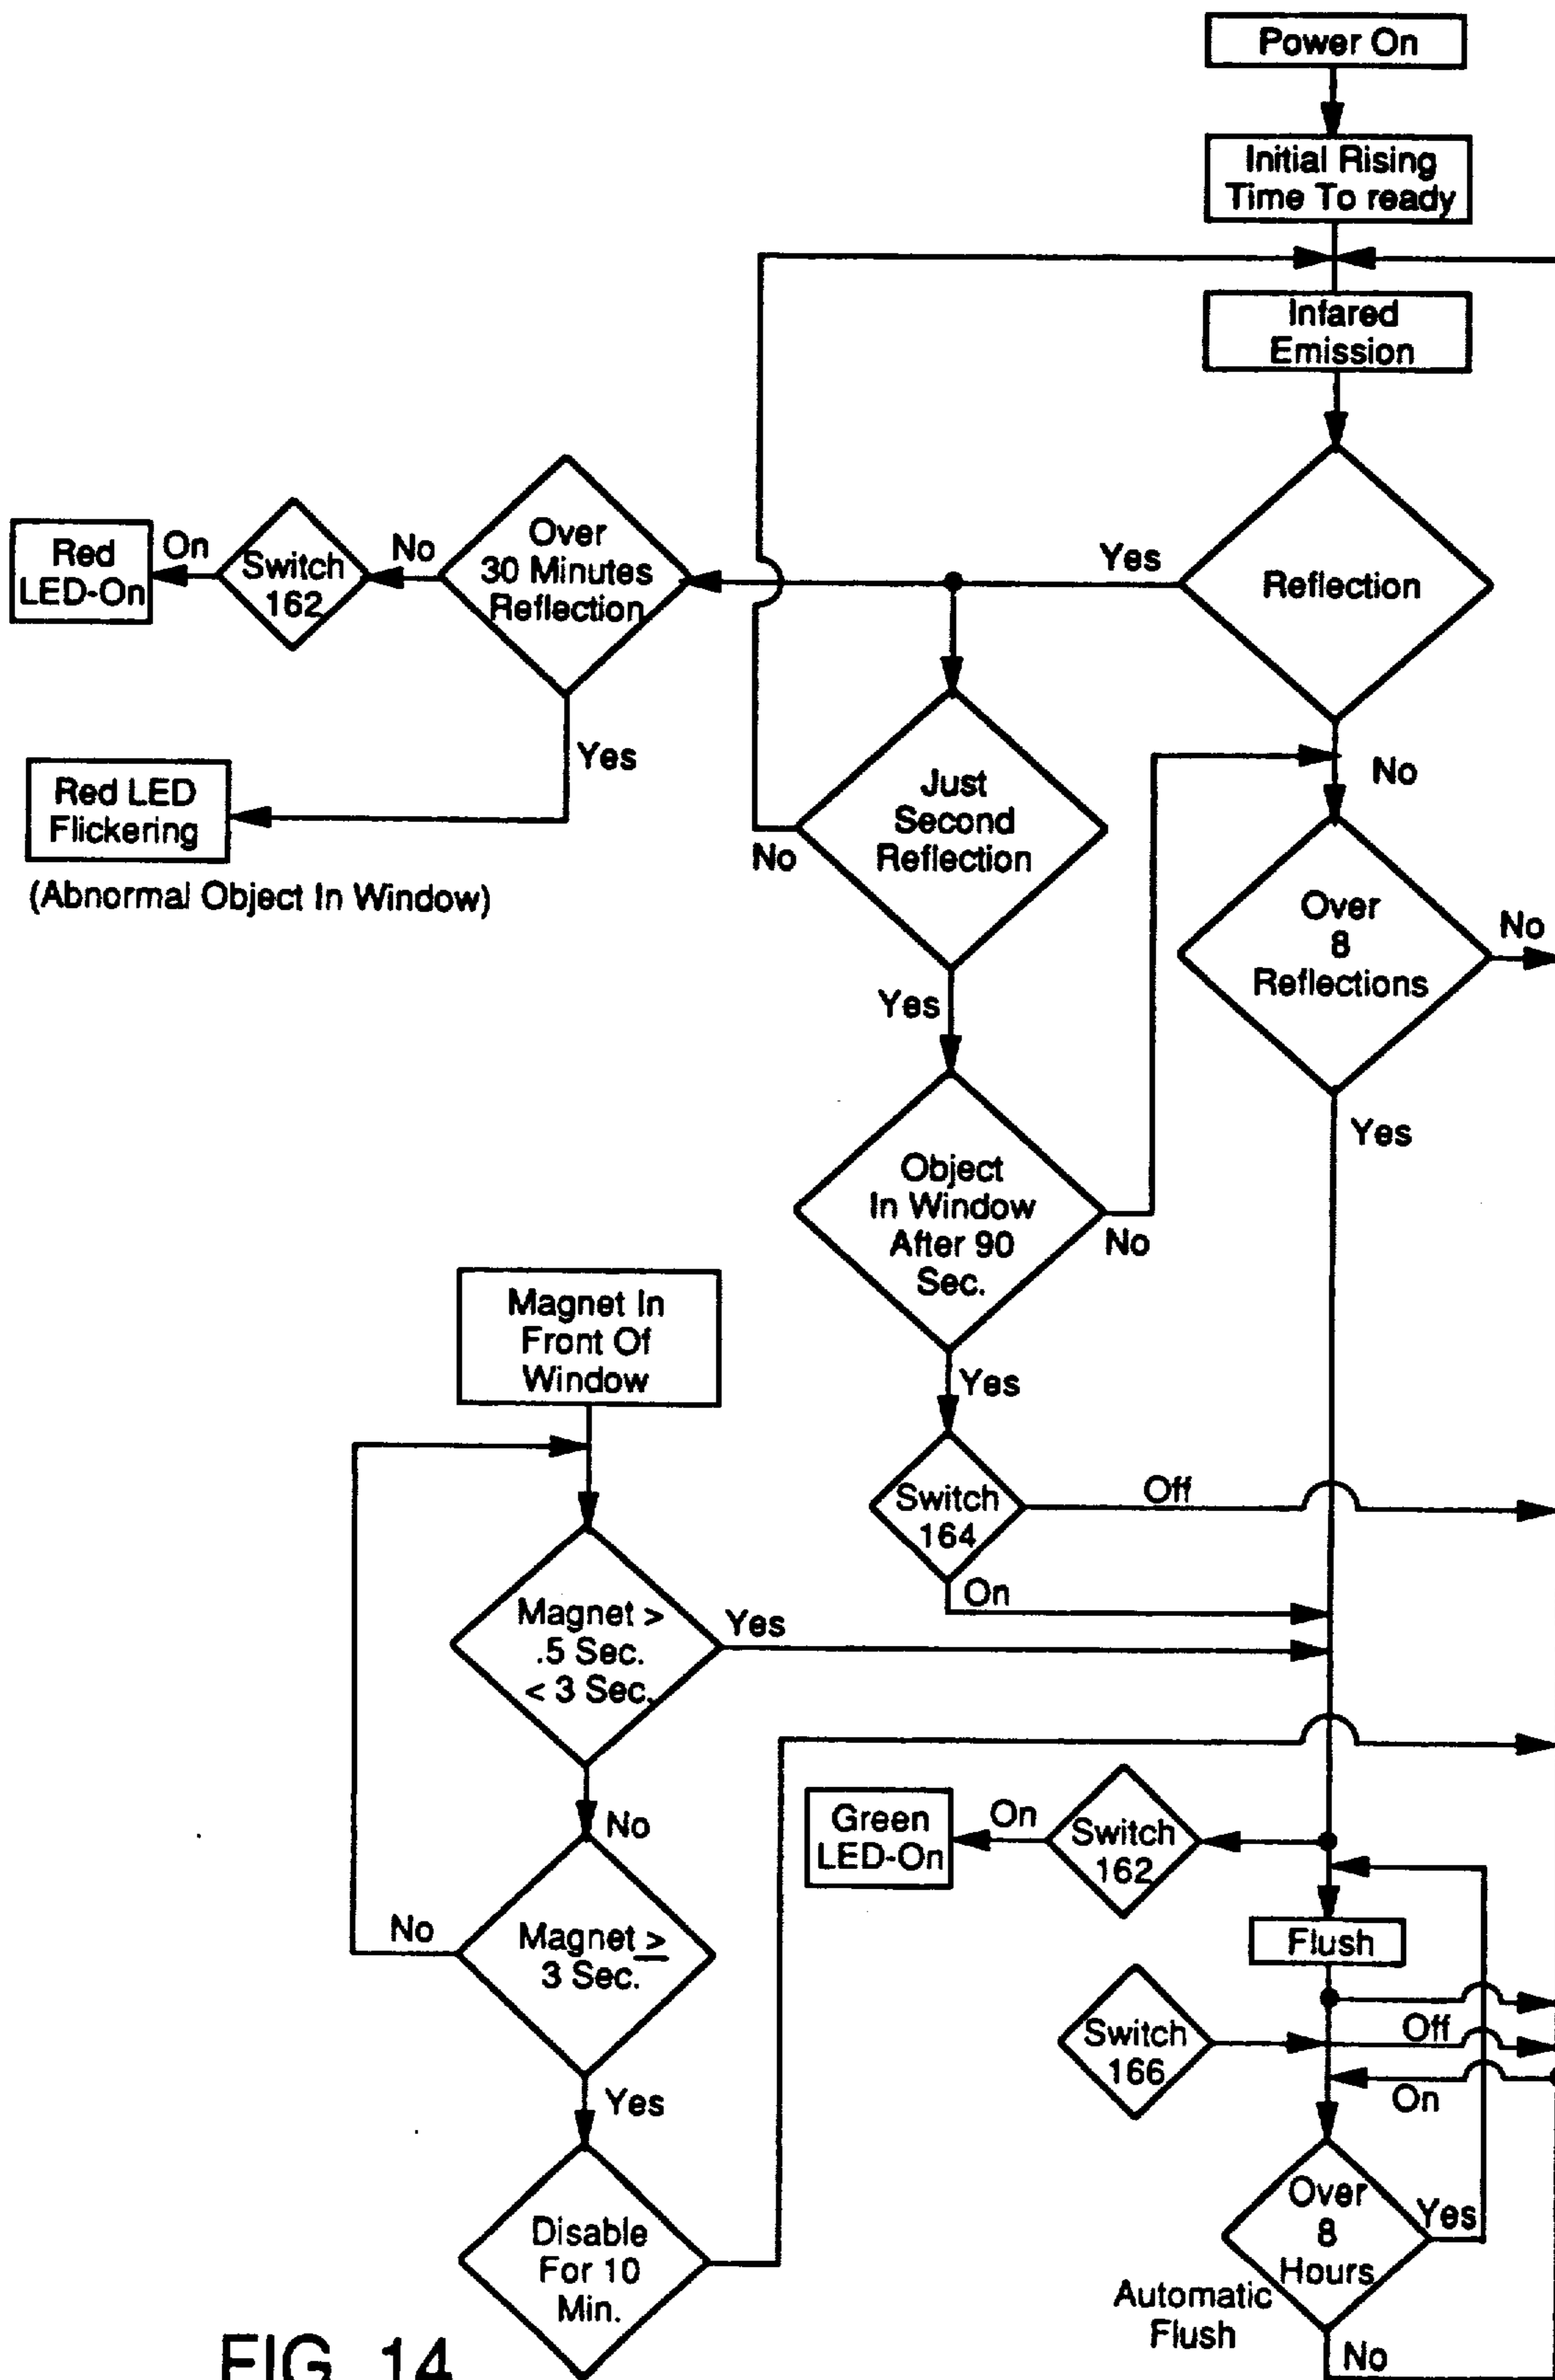 Power On
Initial Rising
Time To ready
Infared
Emission
Reflection
Yes
No
Over
30 Minutes
Reflection
No
Switch
162
On
Red
LED-On
Yes
Red LED
Flickering
(Abnormal Object In Window)
Just
Second
Reflection
No
Yes
Over
8
Reflections
No
Yes
Object
In Window
After 90
Sec.
No
Yes
Switch
164
Off
On
Magnet In
Front Of
Window
Magnet >
.5 Sec.
< 3 Sec.
Yes
No
Magnet ≥
3 Sec.
No
Yes
Disable
For 10
Min.
Green
LED-On
On
Switch
162
Flush
Switch
166
Off
On
Over
8
Hours
Yes
Automatic
Flush
No
FIG. 14